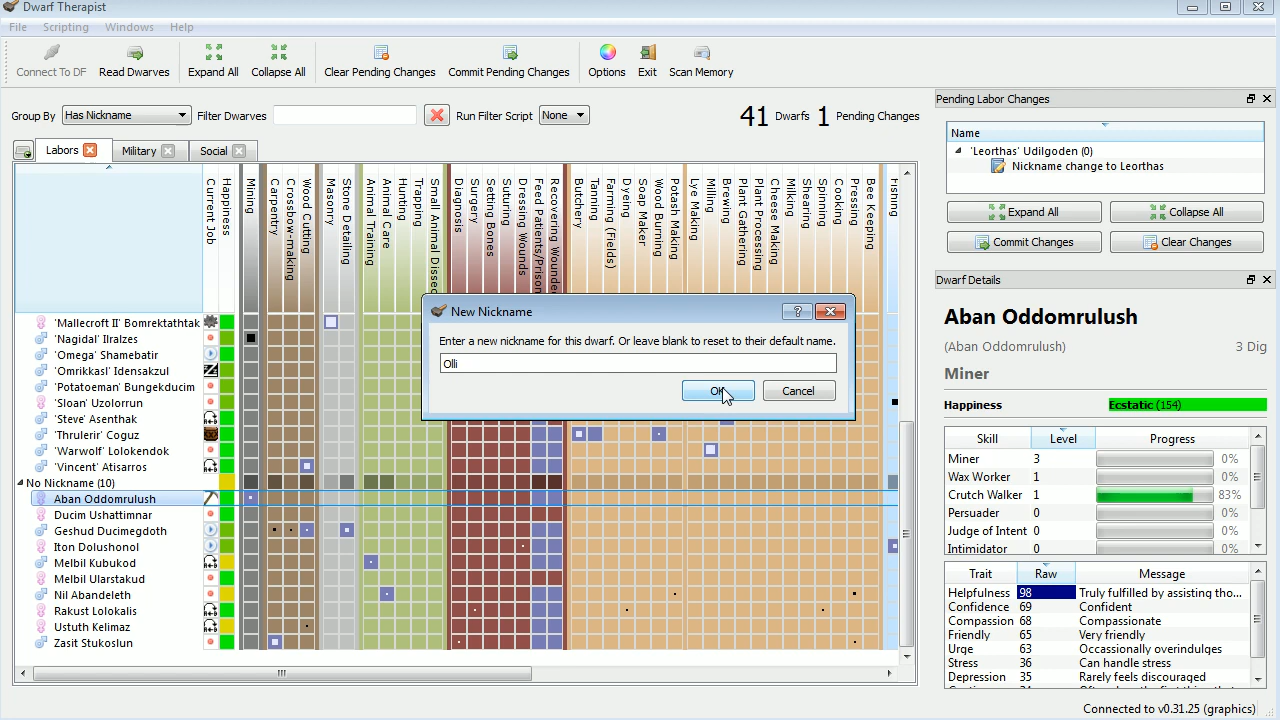 Dwarf Therapist
File Scripting Windows Help
Connect To DF Read Dwarves Expand All Collapse All Clear Pending Changes Commit Pending Changes Options Exit Scan Memory
Group By Has Nickname Filter Dwarves Run Filter Script None 41 Dwarfs 1 Pending Changes
Labors Military Social
Current Job
Happiness
Mining
Carpentry
Crossbow-making
Wood Cutting
Masonry
Stone Detailing
Animal Training
Animal Care
Hunting
Trapping
Small Animal Dissec
Diagnosis
Surgery
Setting Bones
Suturing
Dressing Wounds
Feed Patients/Prison
Recovering Wounded
Butchery
Tanning
Farming (Fields)
Dyeing
Soap Maker
Wood Burning
Potash Making
Lye Making
Milling
Brewing
Plant Gathering
Plant Processing
Cheese Making
Milking
Shearing
Spinning
Cooking
Pressing
Bee Keeping
Fishing
'Mallecroft II' Bomrektathtak
'Nagidal' Ilralzes
'Omega' Shamebatir
'Omrikkasl' Idensakzul
'Potatoeman' Bungekducim
'Sloan' Uzolorrun
'Steve' Asenthak
'Thrulerir' Coguz
'Warwolf' Lolokendok
'Vincent' Atisarros
No Nickname (10)
Aban Oddomrulush
Ducim Ushattimnar
Geshud Ducimegdoth
Iton Dolushonol
Melbil Kubukod
Melbil Ularstakud
Nil Abandeleth
Rakust Lolokalis
Ustuth Kelimaz
Zasit Stukoslun
New Nickname
Enter a new nickname for this dwarf. Or leave blank to reset to their default name.
Olli
OK Cancel
Pending Labor Changes
Name
'Leorthas' Udilgoden (0)
Nickname change to Leorthas
Expand All Collapse All
Commit Changes Clear Changes
Dwarf Details
Aban Oddomrulush
(Aban Oddomrulush) 3 Dig
Miner
Happiness Ecstatic (154)
Skill Level Progress
Miner 3 0%
Wax Worker 1 0%
Crutch Walker 1 83%
Persuader 0 0%
Judge of Intent 0 0%
Intimidator 0 0%
Trait Raw Message
Helpfulness 98 Truly fulfilled by assisting tho...
Confidence 69 Confident
Compassion 68 Compassionate
Friendly 65 Very friendly
Urge 63 Occassionally overindulges
Stress 36 Can handle stress
Depression 35 Rarely feels discouraged
Connected to v0.31.25 (graphics)